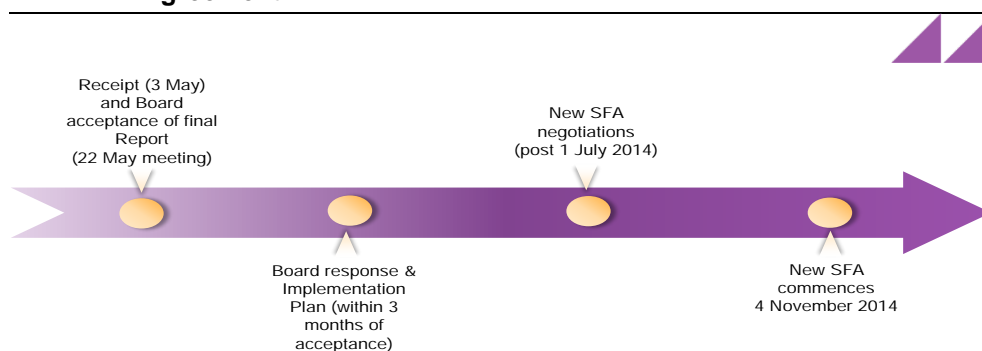 Receipt (3 May)
and Board
acceptance of final
Report
(22 May meeting)
Board response &
Implementation
Plan (within 3
months of
acceptance)
New SFA
negotiations
(post 1 July 2014)
New SFA
commences
4 November 2014